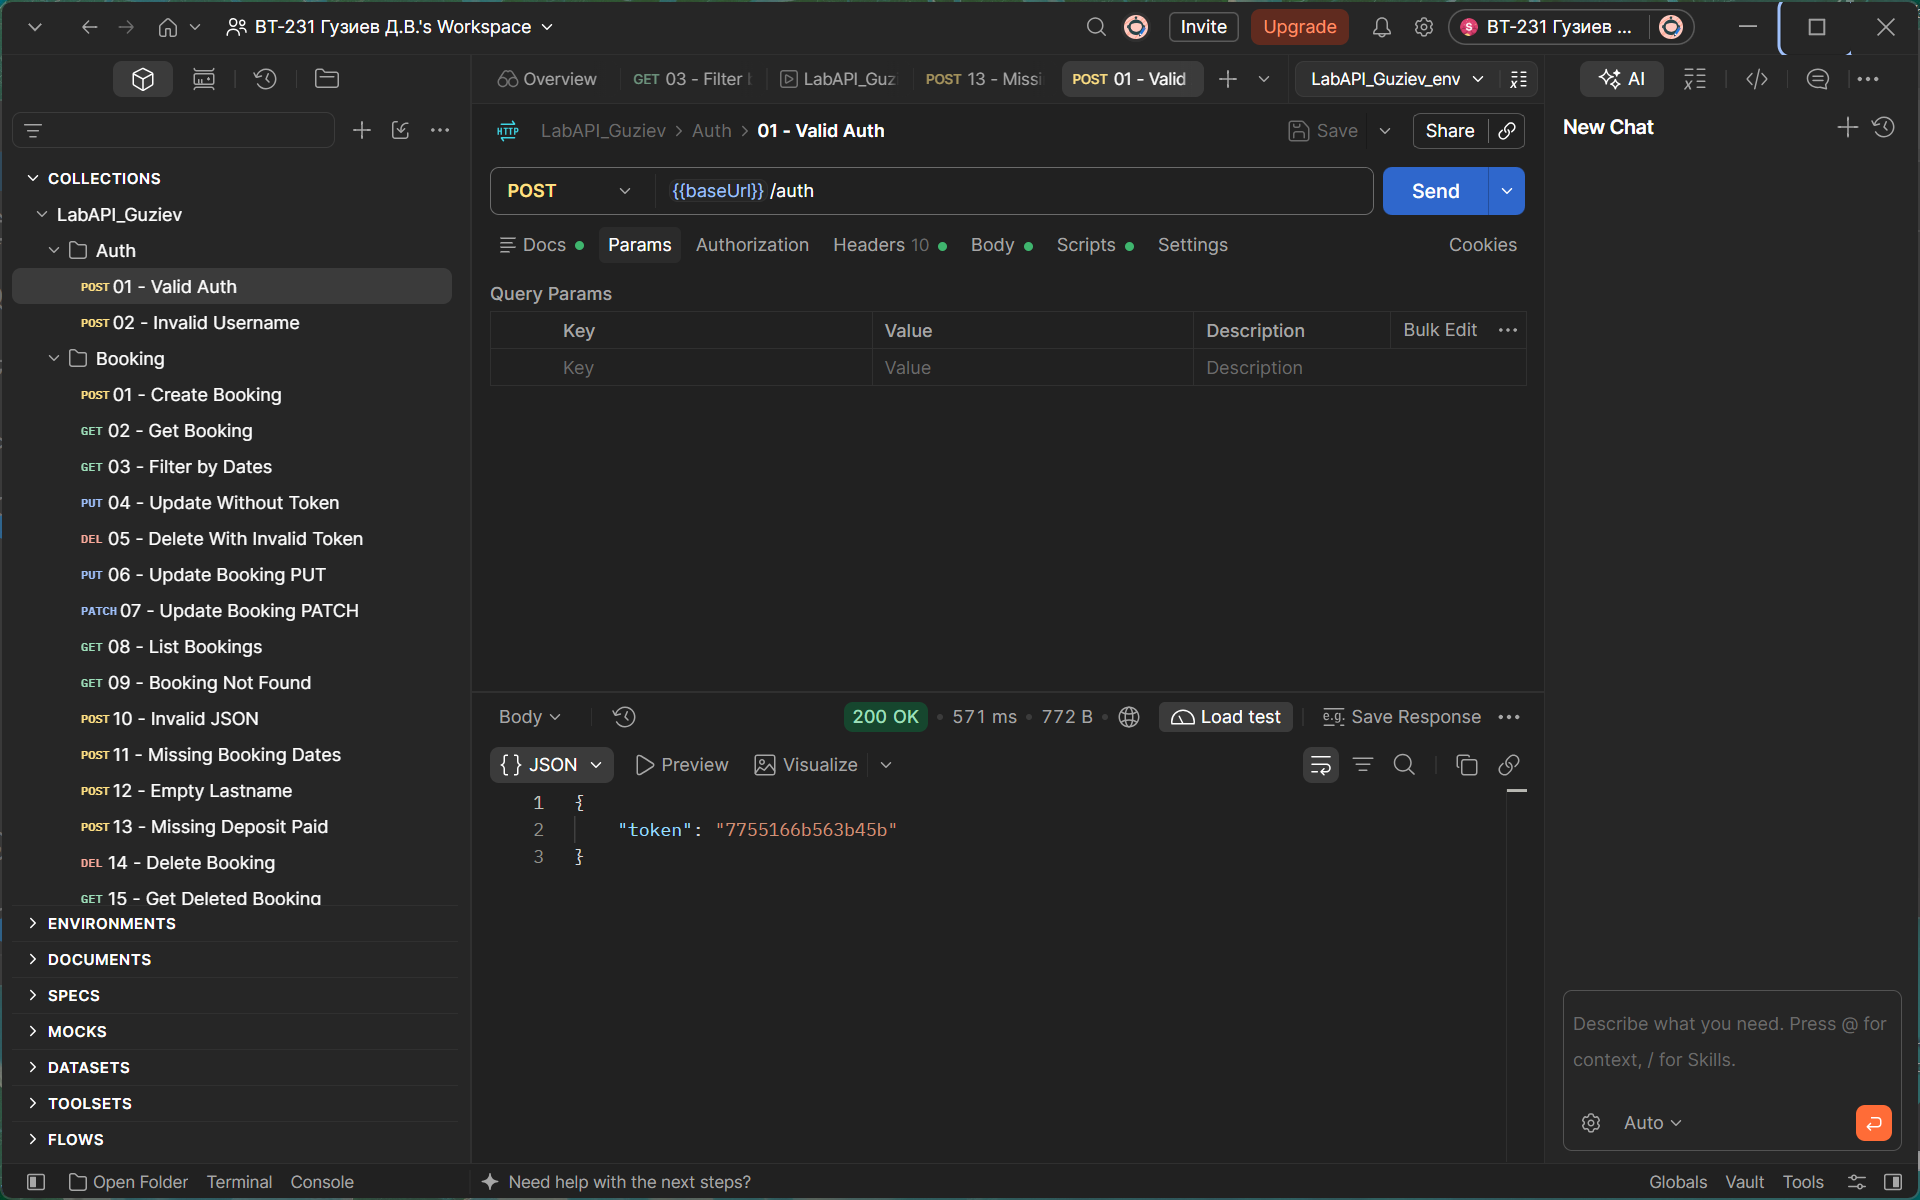 BT-231 Гузиев Д.В.'s Workspace
Invite
Upgrade
BT-231 Гузиев ...
Overview
GET 03 - Filter
LabAPI_Guz
POST 13 - Missi
POST 01 - Valid
LabAPI_Guziev_env
AI
LabAPI_Guziev > Auth > 01 - Valid Auth
Save
Share
New Chat
COLLECTIONS
LabAPI_Guziev
Auth
POST 01 - Valid Auth
POST 02 - Invalid Username
Booking
POST 01 - Create Booking
GET 02 - Get Booking
GET 03 - Filter by Dates
PUT 04 - Update Without Token
DEL 05 - Delete With Invalid Token
PUT 06 - Update Booking PUT
PATCH 07 - Update Booking PATCH
GET 08 - List Bookings
GET 09 - Booking Not Found
POST 10 - Invalid JSON
POST 11 - Missing Booking Dates
POST 12 - Empty Lastname
POST 13 - Missing Deposit Paid
DEL 14 - Delete Booking
GET 15 - Get Deleted Booking
ENVIRONMENTS
DOCUMENTS
SPECS
MOCKS
DATASETS
TOOLSETS
FLOWS
HTTP
POST
{{baseUrl}} /auth
Send
Docs
Params
Authorization
Headers 10
Body
Scripts
Settings
Cookies
Query Params
Key Value Description Bulk Edit
Key Value Description
Body
200 OK • 571 ms • 772 B
Load test
e.g. Save Response
{} JSON
Preview
Visualize
1 {
2 "token": "7755166b563b45b"
3 }
Describe what you need. Press @ for
context, / for Skills.
Auto
Open Folder
Terminal
Console
Need help with the next steps?
Globals
Vault
Tools